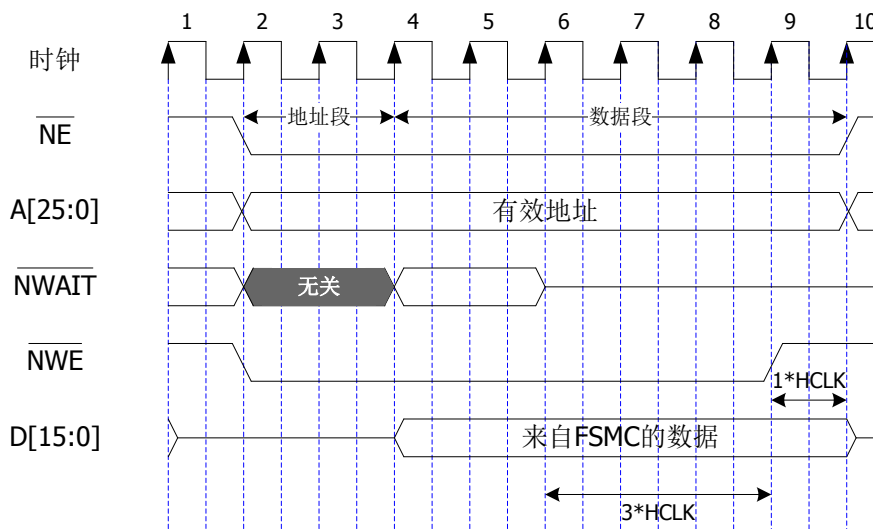 1 2 3 4 5 6 7 8 9 10
时钟
地址段 数据段
NE
A[25:0] 有效地址
NWAIT 无关
NWE
1*HCLK
D[15:0] 来自FSMC的数据
3*HCLK